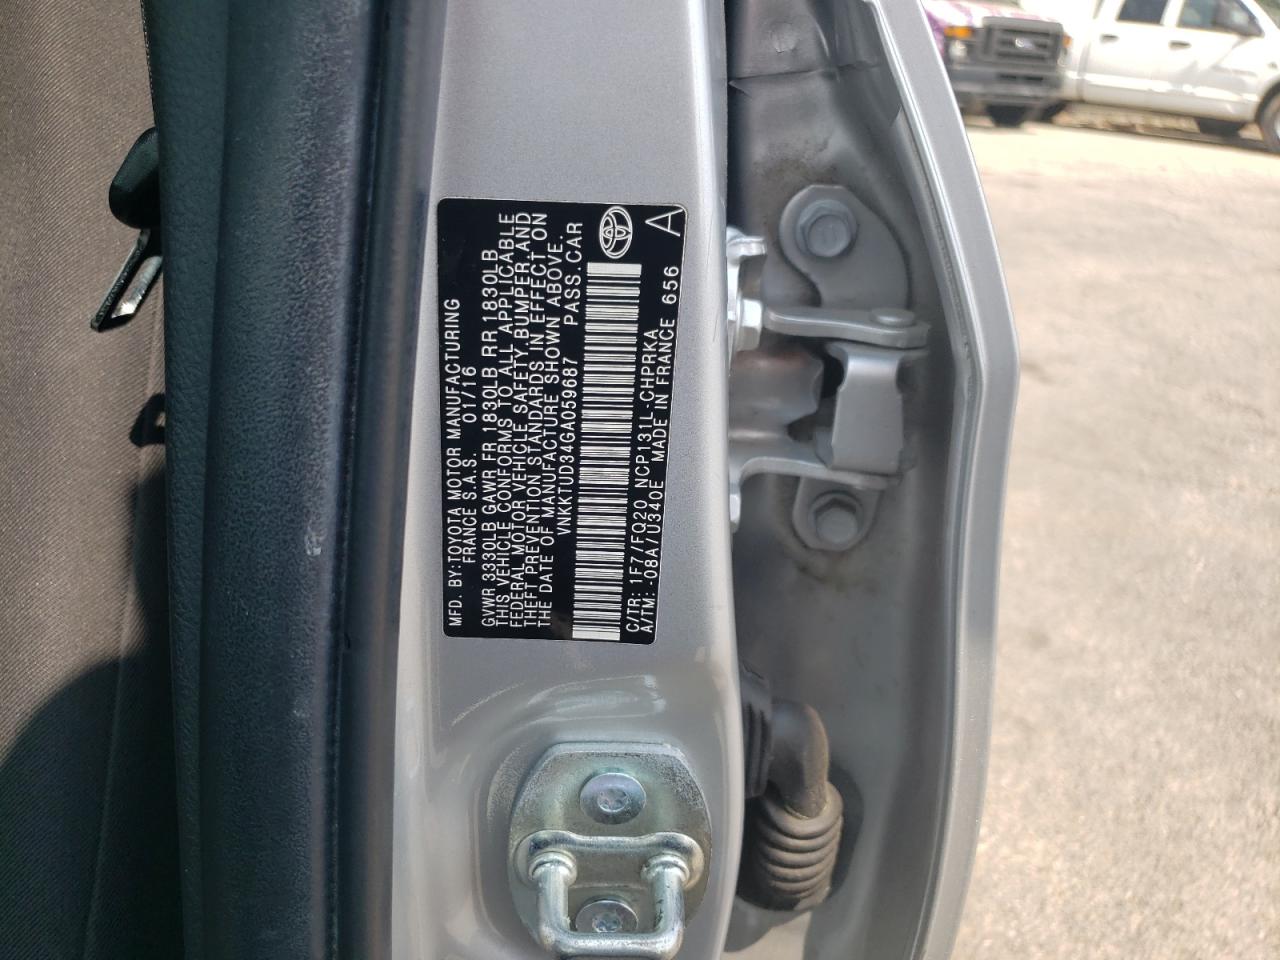 MFD. BY: TOYOTA MOTOR MANUFACTURING
FRANCE S.A.S. 01/16
GVWR 3330LB GAWR FR 1830LB RR 1830LB
THIS VEHICLE CONFORMS TO ALL APPLICABLE
FEDERAL MOTOR VEHICLE SAFETY, BUMPER, AND
THEFT PREVENTION STANDARDS IN EFFECT ON
THE DATE OF MANUFACTURE SHOWN ABOVE.
VNKKTUD34GA059687 PASS. CAR
C/TR: 1F7/FQ20 NCP131L-CHPRKA
A/TM: -08A/U340E MADE IN FRANCE 656
A